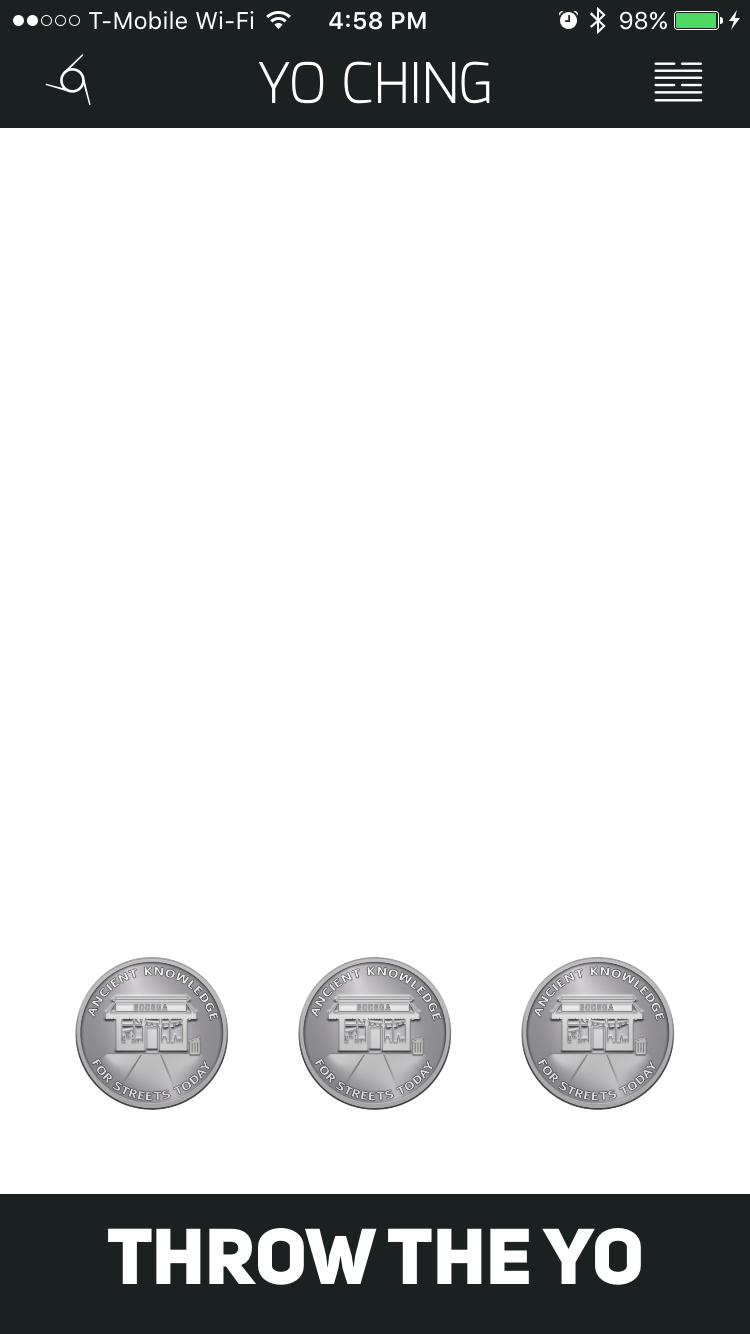 T-Mobile Wi-Fi 4:58 PM 98%
YO CHING
ANCIENT KNOWLEDGE ANCIENT KNOWLEDGE ANCIENT KNOWLEDGE
BODEGA BODEGA BODEGA
FOR STREETS TODAY FOR STREETS TODAY FOR STREETS TODAY
THROW THE YO